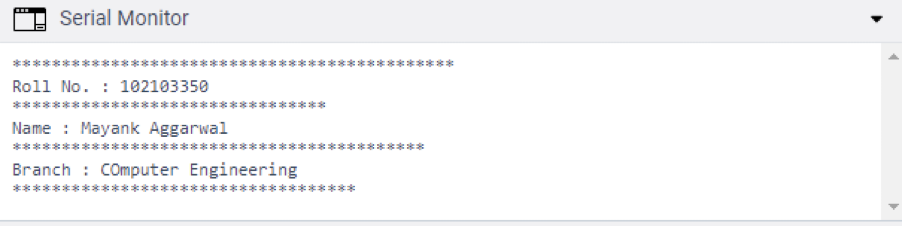 Serial Monitor
*********************************************
Roll No. : 102103350
********************************
Name : Mayank Aggarwal
******************************************
Branch : COmputer Engineering
***********************************